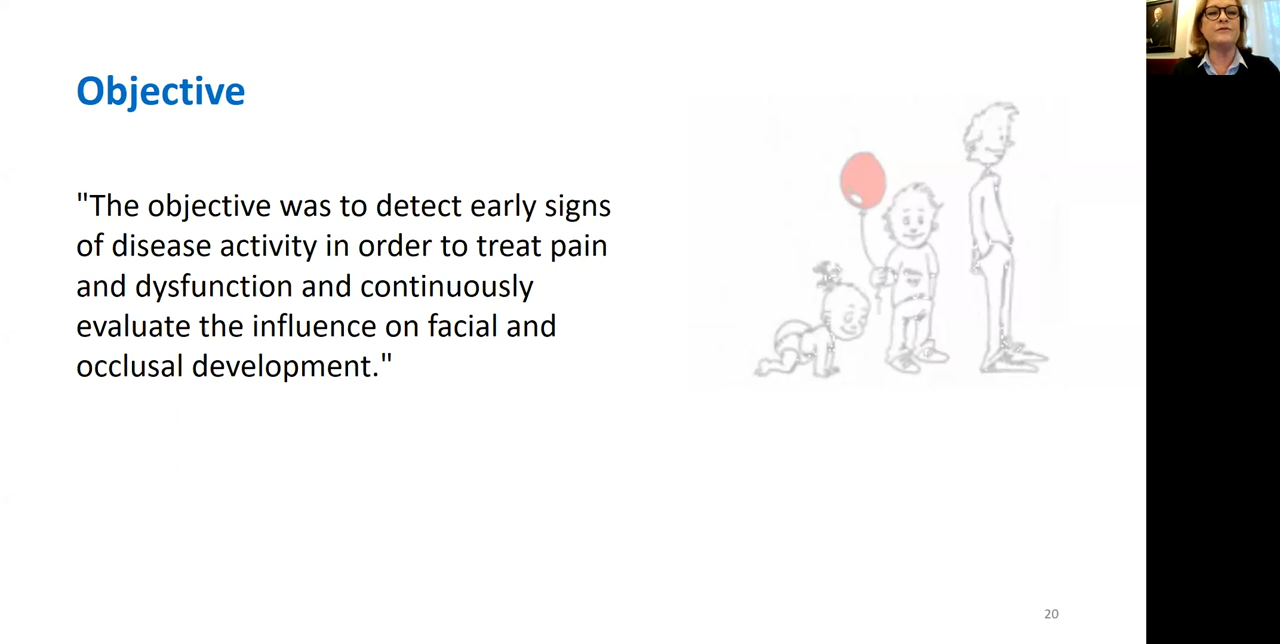 Objective
"The objective was to detect early signs
of disease activity in order to treat pain
and dysfunction and continuously
evaluate the influence on facial and
occlusal development."
20